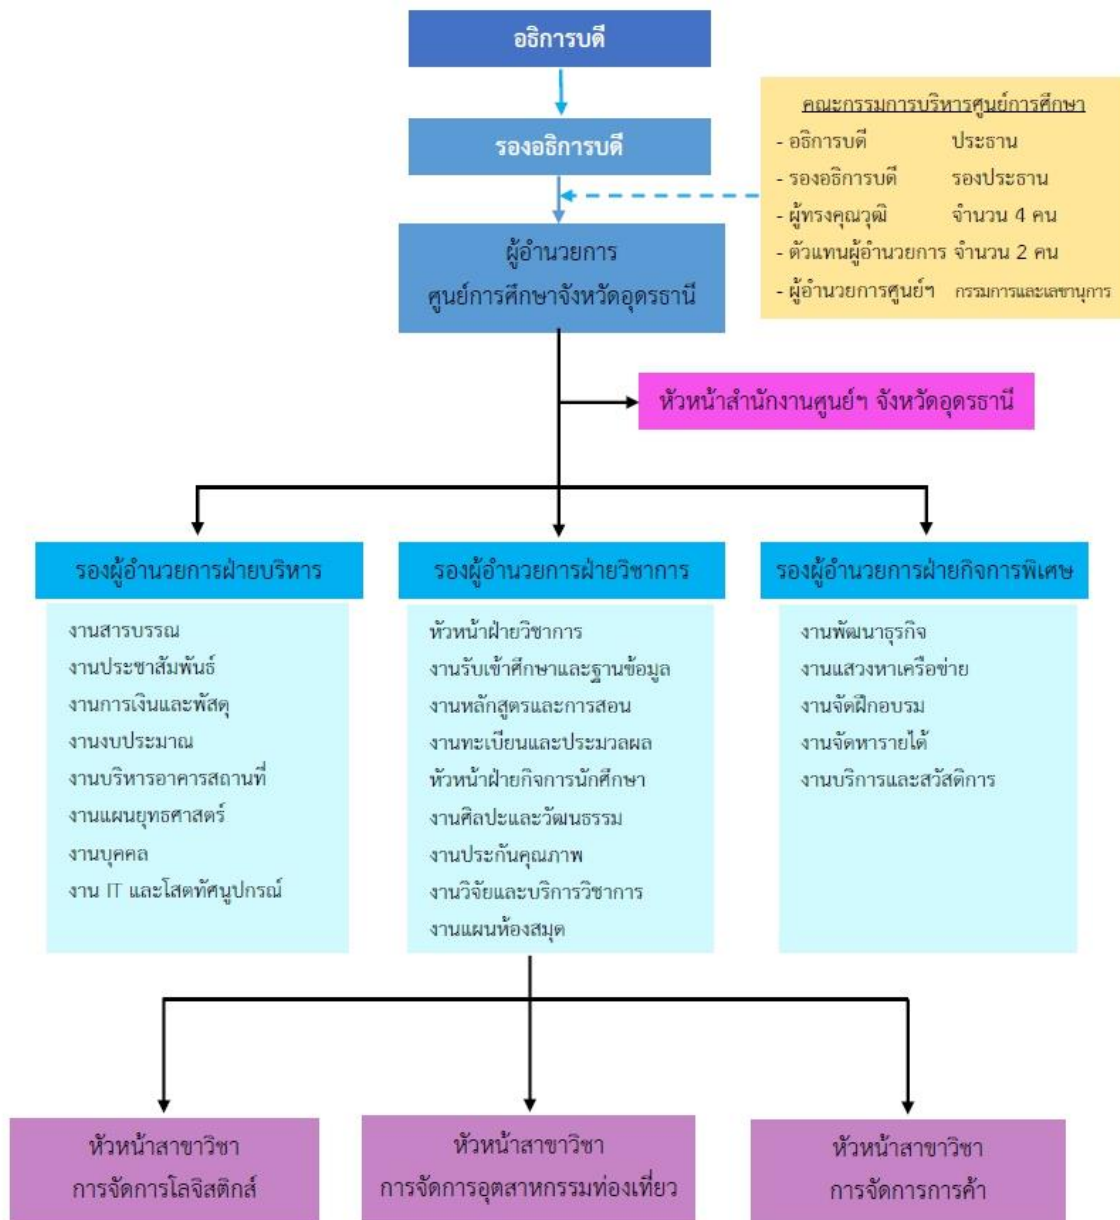 อธิการบดี
รองอธิการบดี
คณะกรรมการบริหารศูนย์การศึกษา
- อธิการบดี ประธาน
- รองอธิการบดี รองประธาน
- ผู้ทรงคุณวุฒิ จำนวน 4 คน
- ตัวแทนผู้อำนวยการ จำนวน 2 คน
- ผู้อำนวยการศูนย์ฯ กรรมการและเลขานุการ
ผู้อำนวยการ
ศูนย์การศึกษาจังหวัดอุดรธานี
หัวหน้าสำนักงานศูนย์ฯ จังหวัดอุดรธานี
รองผู้อำนวยการฝ่ายบริหาร
งานสารบรรณ
งานประชาสัมพันธ์
งานการเงินและพัสดุ
งานงบประมาณ
งานบริหารอาคารสถานที่
งานแผนยุทธศาสตร์
งานบุคคล
งาน IT และโสตทัศนูปกรณ์
รองผู้อำนวยการฝ่ายวิชาการ
หัวหน้าฝ่ายวิชาการ
งานรับเข้าศึกษาและฐานข้อมูล
งานหลักสูตรและการสอน
งานทะเบียนและประมวลผล
หัวหน้าฝ่ายกิจการนักศึกษา
งานศิลปะและวัฒนธรรม
งานประกันคุณภาพ
งานวิจัยและบริการวิชาการ
งานแผนห้องสมุด
รองผู้อำนวยการฝ่ายกิจการพิเศษ
งานพัฒนาธุรกิจ
งานแสวงหาเครือข่าย
งานจัดฝึกอบรม
งานจัดหารายได้
งานบริการและสวัสดิการ
หัวหน้าสาขาวิชา
การจัดการโลจิสติกส์
หัวหน้าสาขาวิชา
การจัดการอุตสาหกรรมท่องเที่ยว
หัวหน้าสาขาวิชา
การจัดการการค้า